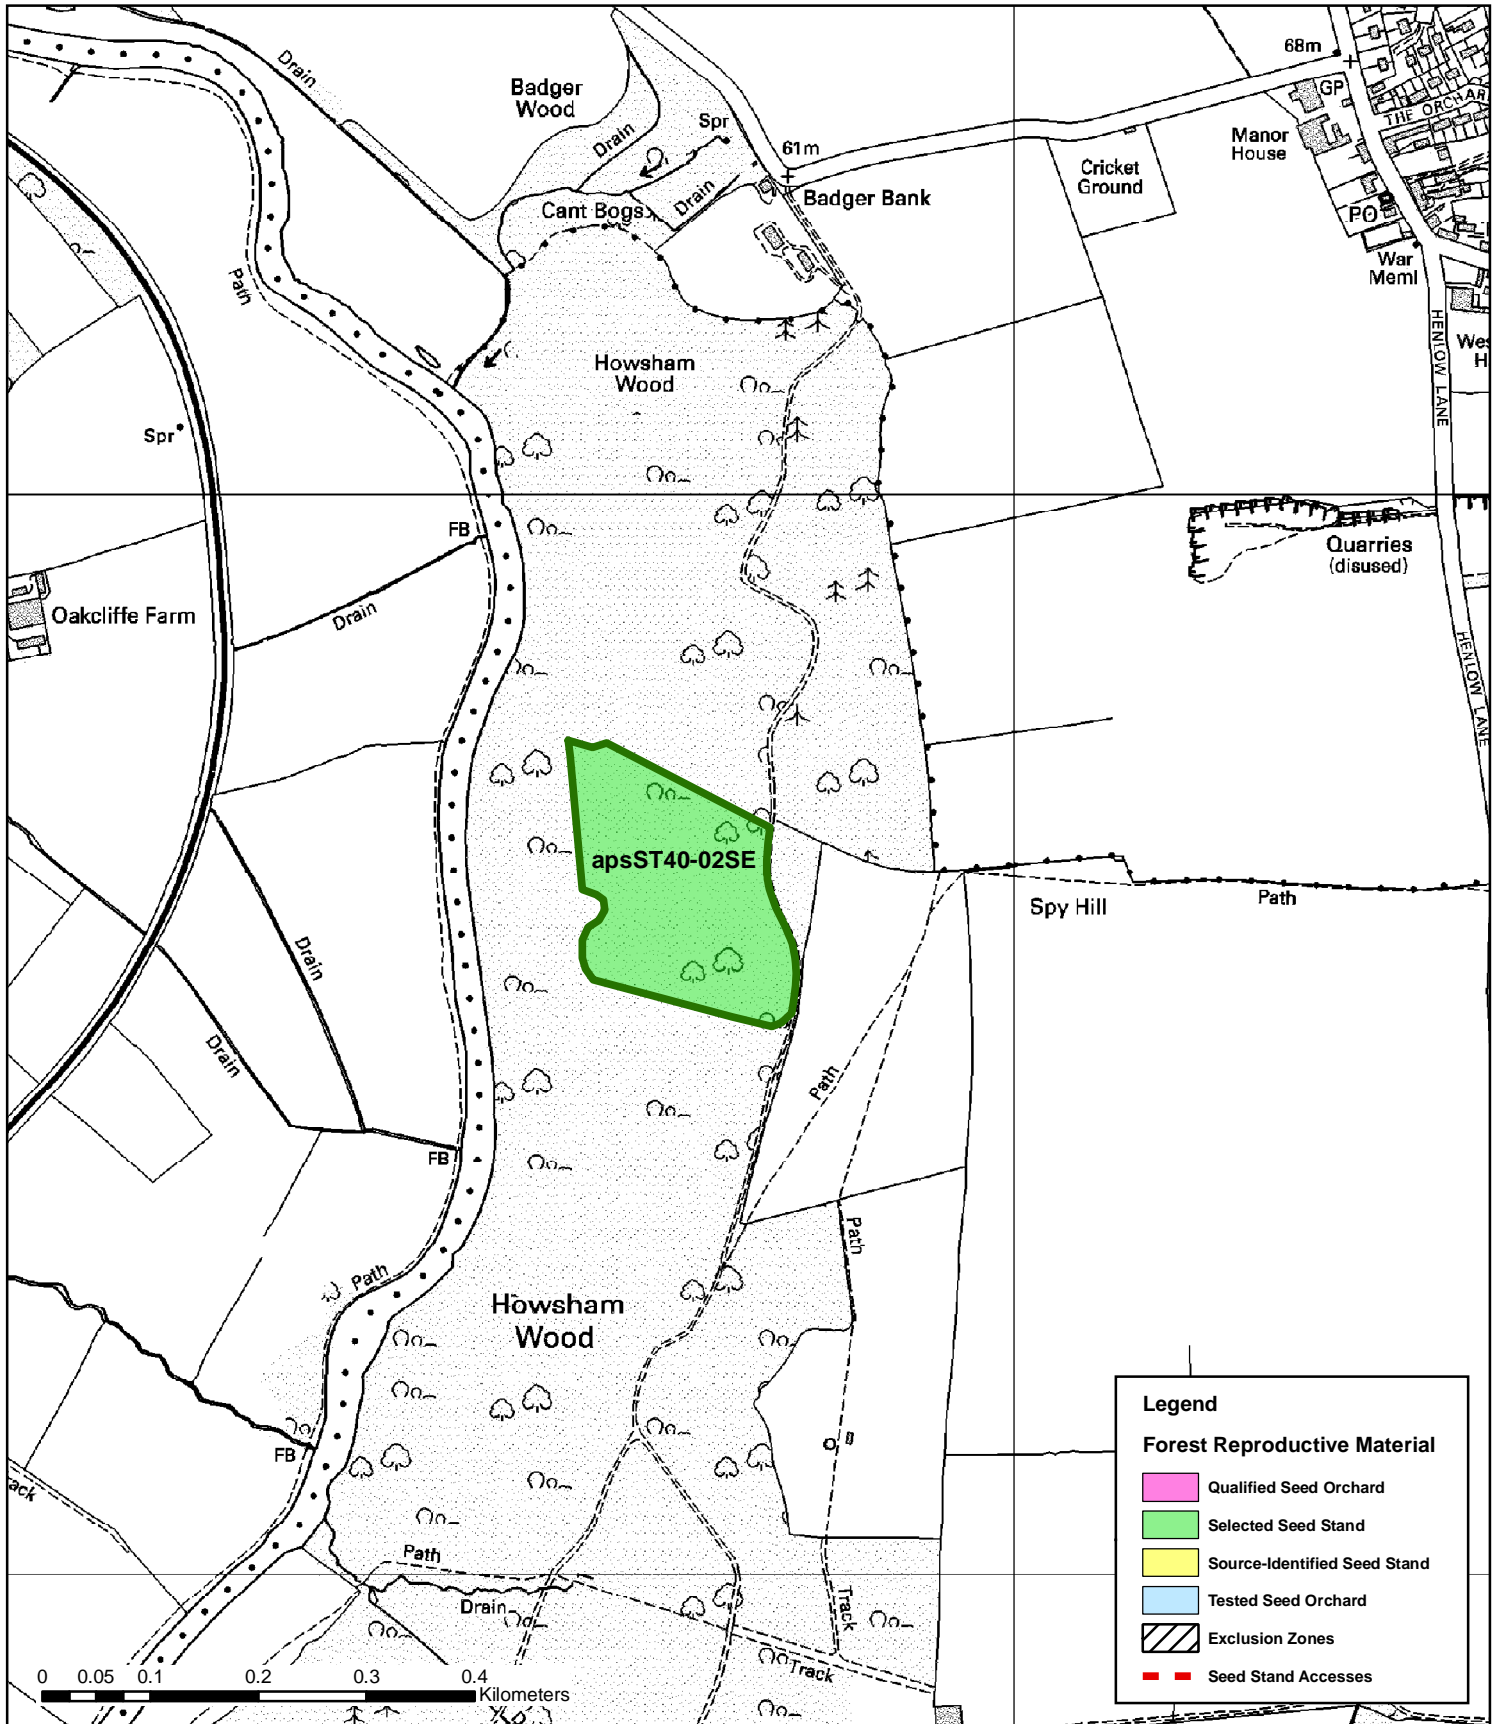 Drain
Badger
Wood
68m
GP
THE ORCHAR
Drain
Spr
61m
Manor
House
Cricket
Ground
Drain
Badger Bank
Cant Bogs
PO
War
Meml
Path
HENLOW LANE
Wes
H
Howsham
Wood
Spr
FB
Quarries
(disused)
Oakcliffe Farm
Drain
HENLOW LANE
apsST40-02SE
Spy Hill
Path
Drain
Drain
Path
FB
Path
Path
Howsham
Wood
FB
ack
Path
Drain
Track
Track
Legend
Forest Reproductive Material
Qualified Seed Orchard
Selected Seed Stand
Source-Identified Seed Stand
Tested Seed Orchard
Exclusion Zones
Seed Stand Accesses
0 0.05 0.1 0.2 0.3 0.4
Kilometers